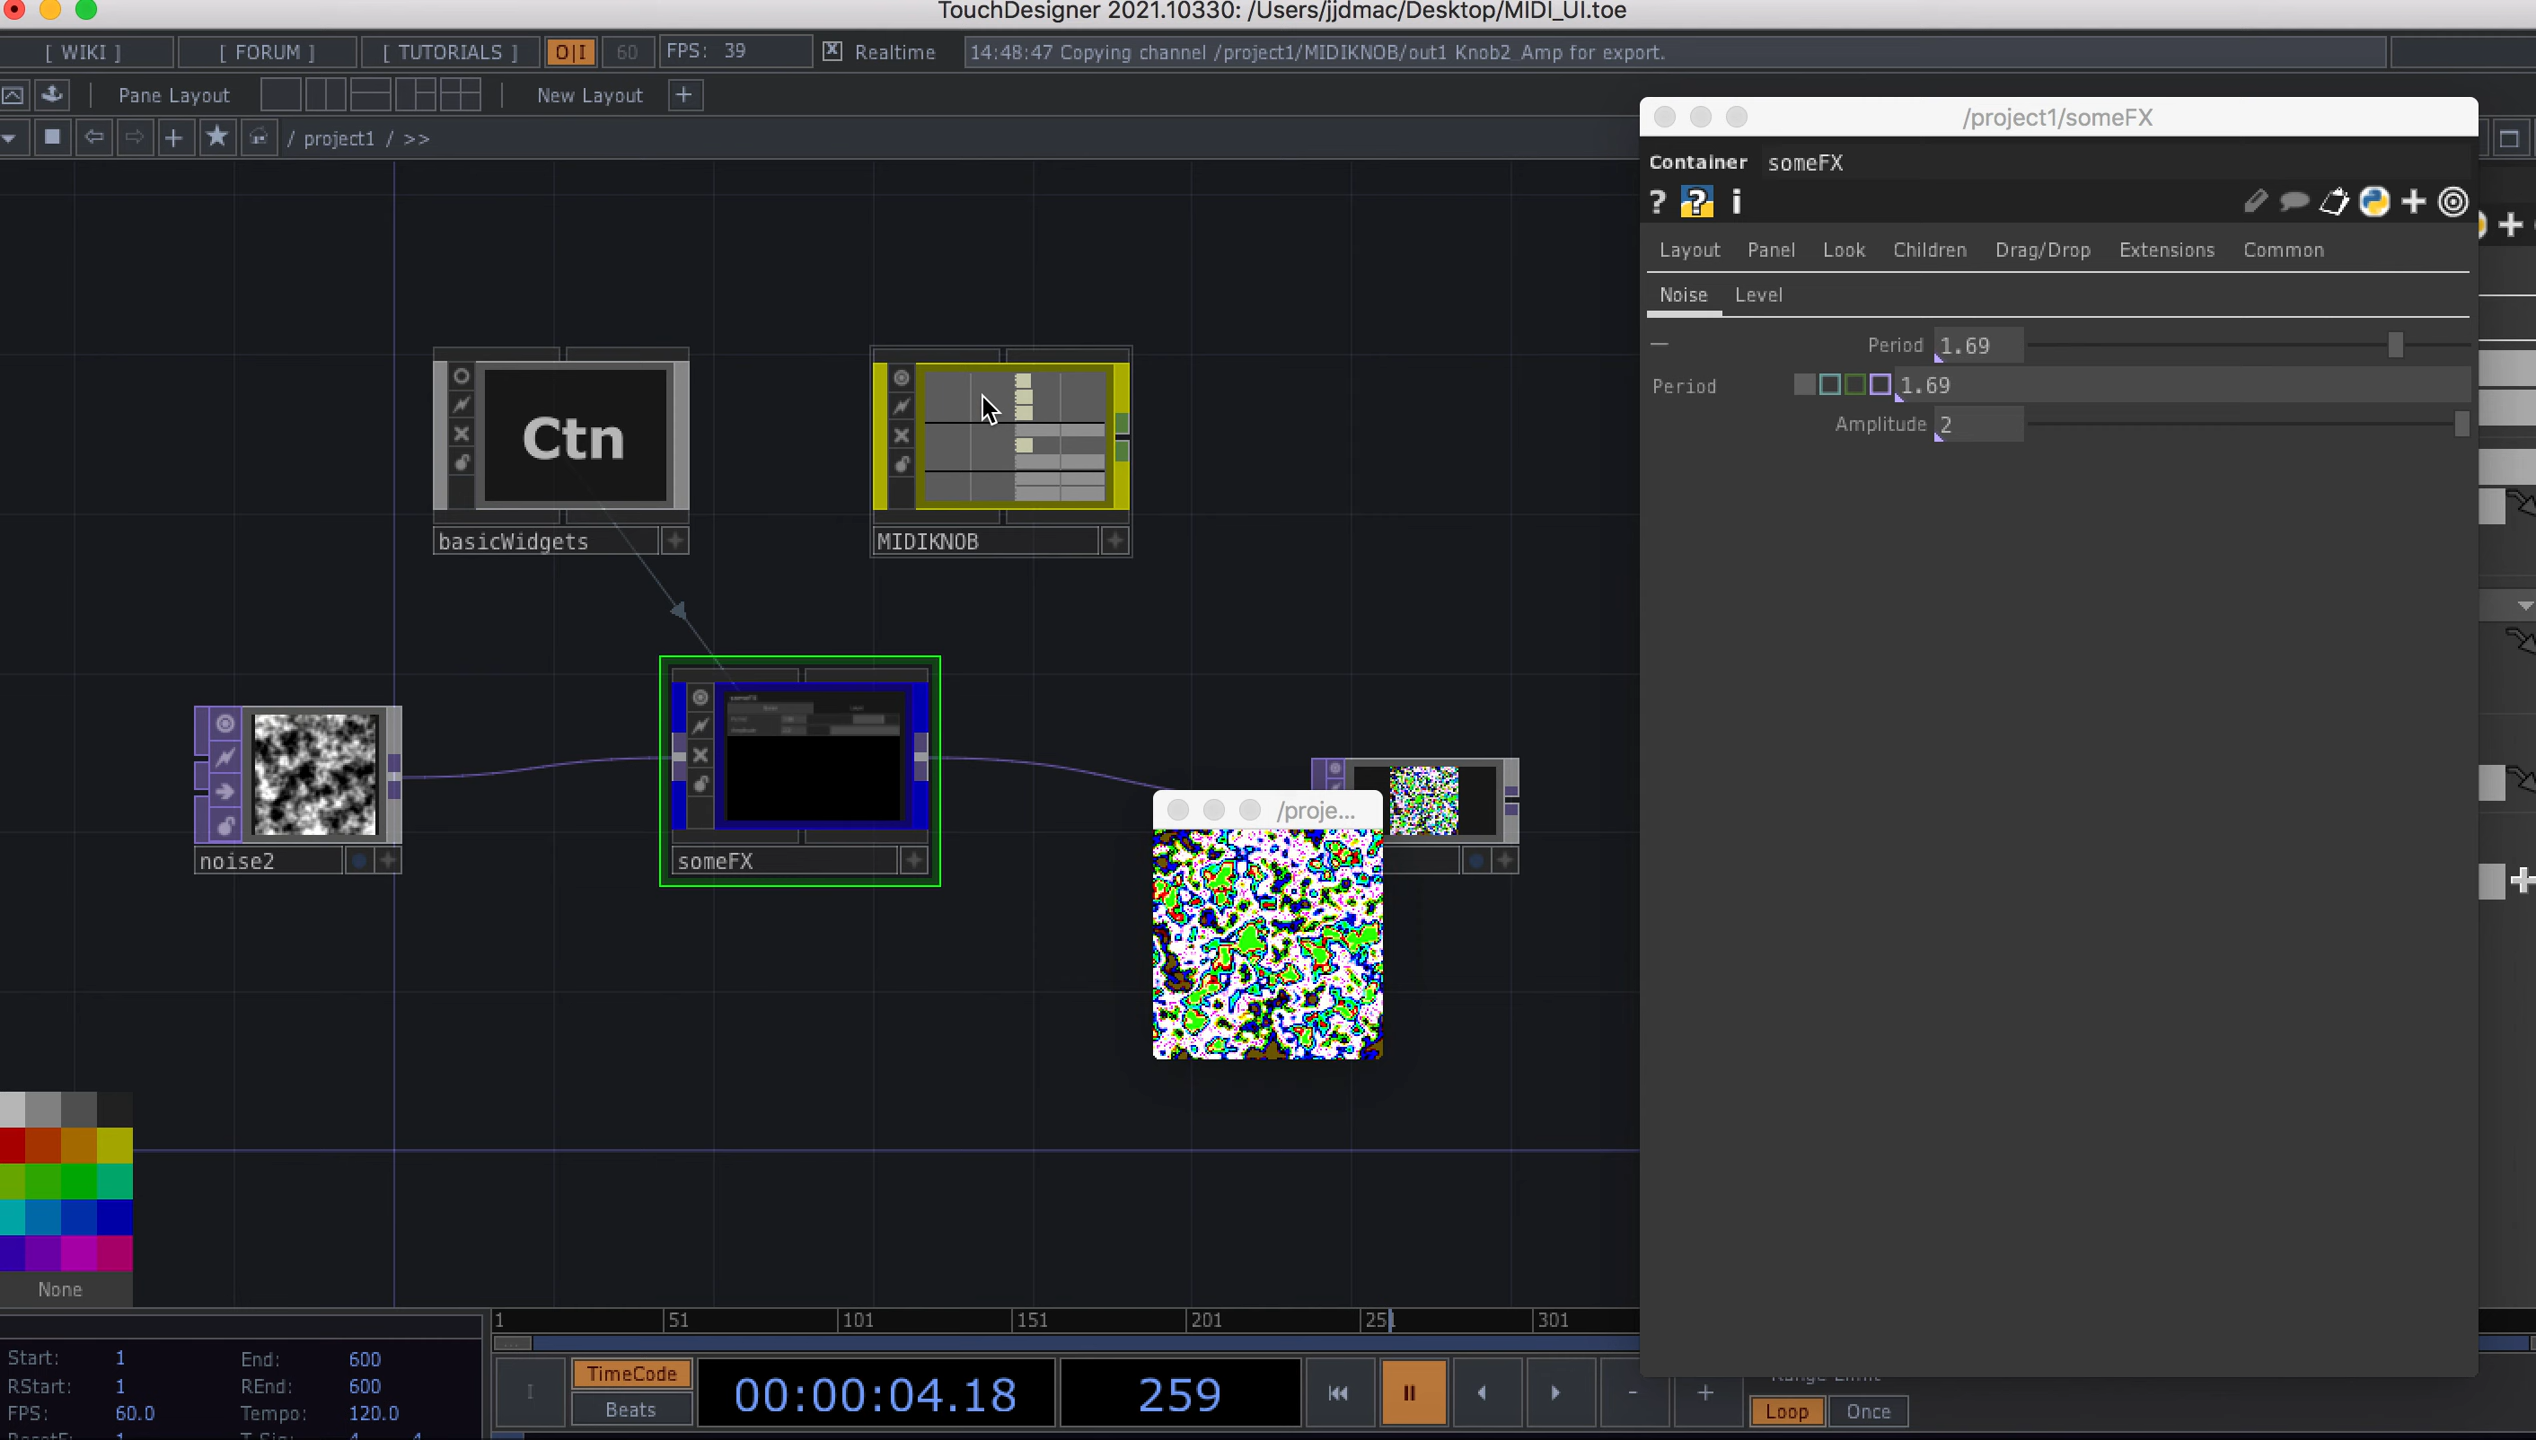 TouchDesigner 2021.10330: /Users/jjdmac/Desktop/MIDI_UI.toe
[ WIKI ] [ FORUM ] [ TUTORIALS ] O|I 60 FPS: 39 X Realtime 14:48:47 Copying channel /project1/MIDIKNOB/out1 Knob2_Amp for export.
Pane Layout New Layout +
/ project1 / >>
/project1/someFX
Container someFX
? ? i
Layout Panel Look Children Drag/Drop Extensions Common
Noise Level
Period 1.69
Period 1.69
Amplitude 2
Ctn
basicWidgets
MIDIKNOB
noise2
someFX
/proje...
None
1 51 101 151 201 251 301
Start: 1 End: 600
RStart: 1 REnd: 600
FPS: 60.0 Tempo: 120.0
I TimeCode
Beats
00:00:04.18 259
- +
Range Limit
Loop Once